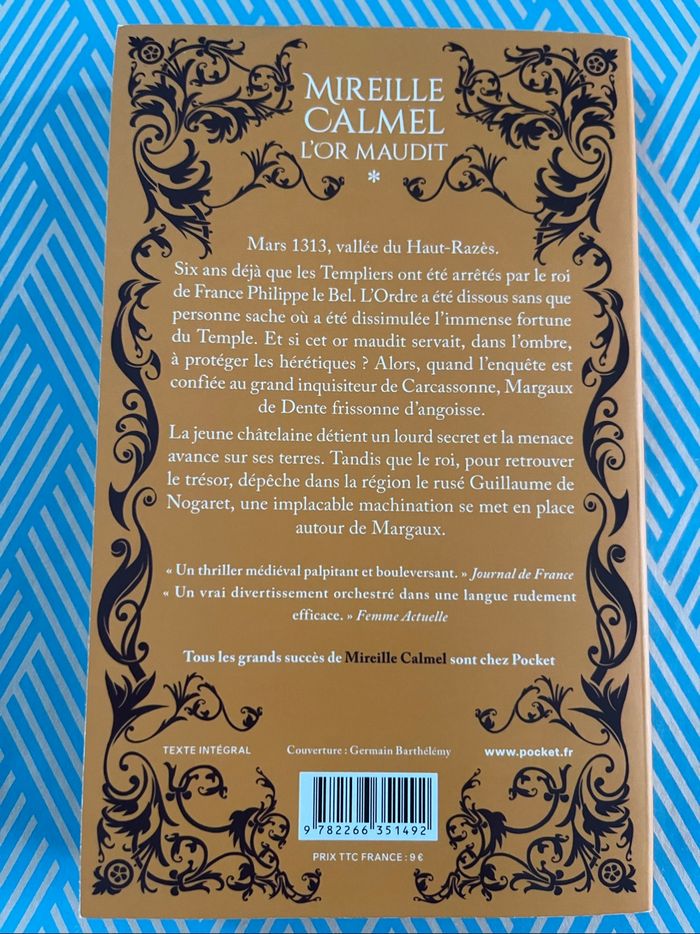 MIREILLE
CALMEL
L'OR MAUDIT
*
Mars 1313, vallée du Haut-Razès.
Six ans déjà que les Templiers ont été arrêtés par le roi
de France Philippe le Bel. L'Ordre a été dissous sans que
personne sache où a été dissimulée l'immense fortune
du Temple. Et si cet or maudit servait, dans l'ombre,
à protéger les hérétiques ? Alors, quand l'enquête est
confiée au grand inquisiteur de Carcassonne, Margaux
de Dente frissonne d'angoisse.
La jeune châtelaine détient un lourd secret et la menace
avance sur ses terres. Tandis que le roi, pour retrouver
le trésor, dépêche dans la région le rusé Guillaume de
Nogaret, une implacable machination se met en place
autour de Margaux.
« Un thriller médiéval palpitant et bouleversant. » Journal de France
« Un vrai divertissement orchestré dans une langue rudement
efficace. » Femme Actuelle
Tous les grands succès de Mireille Calmel sont chez Pocket
TEXTE INTÉGRAL Couverture : Germain Barthélémy www.pocket.fr
9 782266 351492
PRIX TTC FRANCE : 9 €